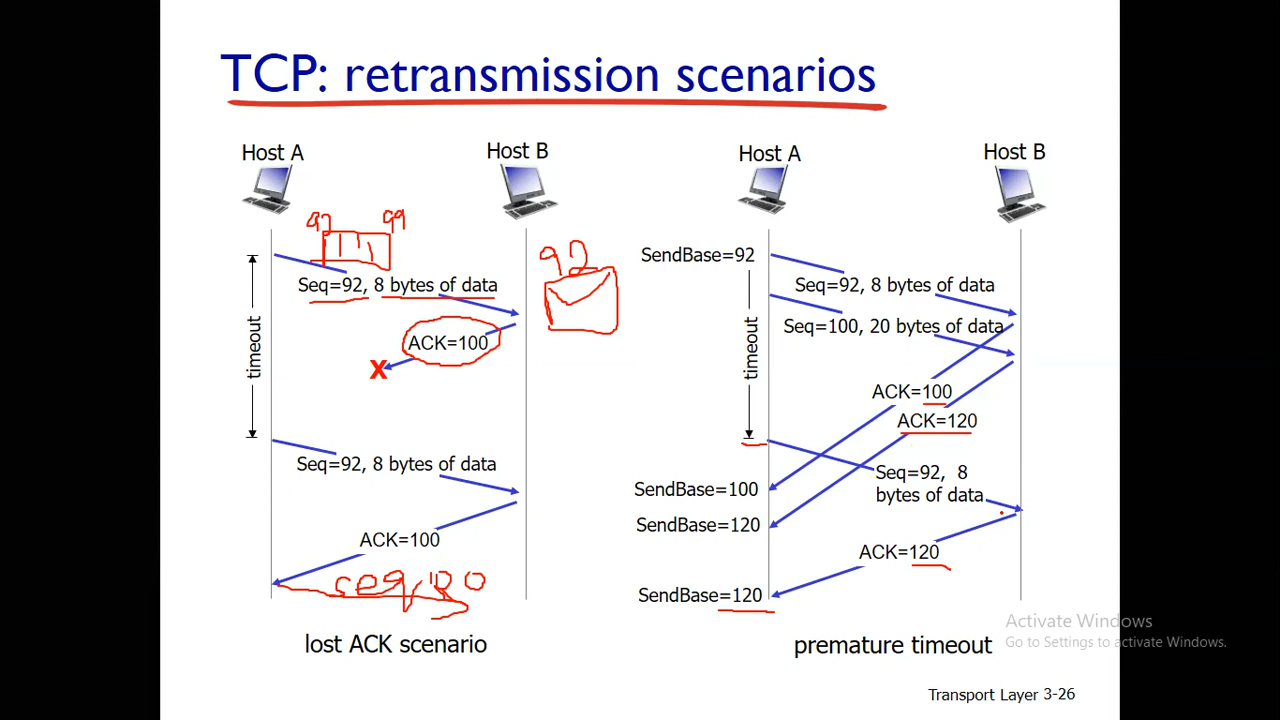 TCP: retransmission scenarios
Host A
Host B
92
99
92
Seq=92, 8 bytes of data
ACK=100
X
timeout
Seq=92, 8 bytes of data
ACK=100
lost ACK scenario
Host A
Host B
SendBase=92
Seq=92, 8 bytes of data
Seq=100, 20 bytes of data
timeout
ACK=100
ACK=120
Seq=92, 8
bytes of data
SendBase=100
SendBase=120
ACK=120
SendBase=120
premature timeout
Activate Windows
Go to Settings to activate Windows.
Transport Layer 3-26